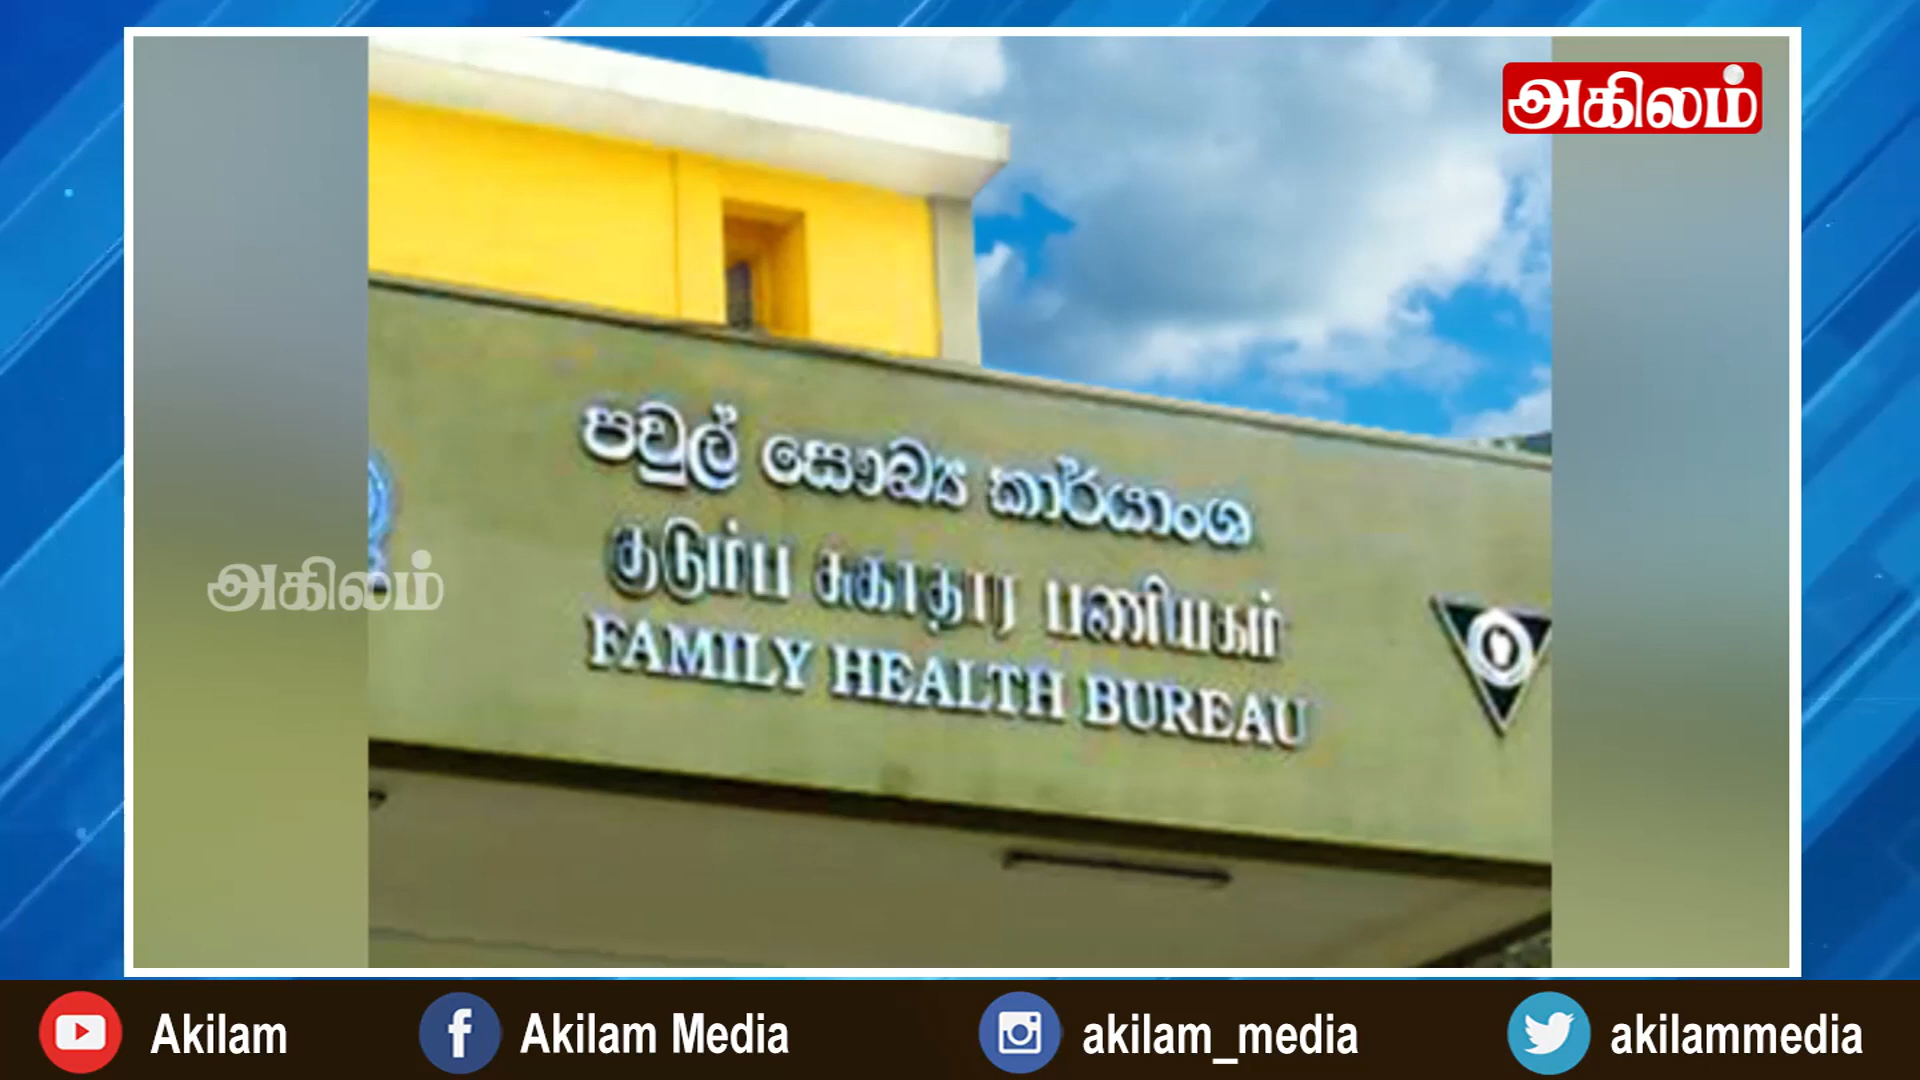 அகிலம்
පවුල් සෞඛ්‍ය කාර්යාංශ
குடும்ப சுகாதார பணியகம்
FAMILY HEALTH BUREAU
அகிலம்
Akilam
Akilam Media
akilam_media
akilammedia